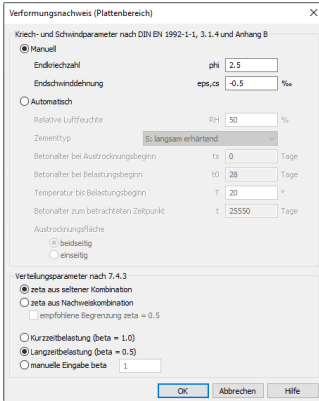 Verformungsnachweis (Plattenbereich)
Kriech- und Schwindparameter nach DIN EN 1992-1-1, 3.1.4 und Anhang B
Manuell
Endkriechzahl phi 2.5
Endschwinddehnung eps,cs -0.5 ‰
Automatisch
Relative Luftfeuchte RH 50 %
Zementtyp S: langsam erhärtend
Betonalter bei Austrocknungsbeginn ts 0 Tage
Betonalter bei Belastungsbeginn t0 28 Tage
Temperatur bis Belastungsbeginn T 20 °
Betonalter zum betrachteten Zeitpunkt t 25550 Tage
Austrocknungsfläche
beidseitig
einseitig
Verteilungsparameter nach 7.4.3
zeta aus seltener Kombination
zeta aus Nachweiskombination
empfohlene Begrenzung zeta = 0.5
Kurzzeitbelastung (beta = 1.0)
Langzeitbelastung (beta = 0.5)
manuelle Eingabe beta 1
OK Abbrechen Hilfe